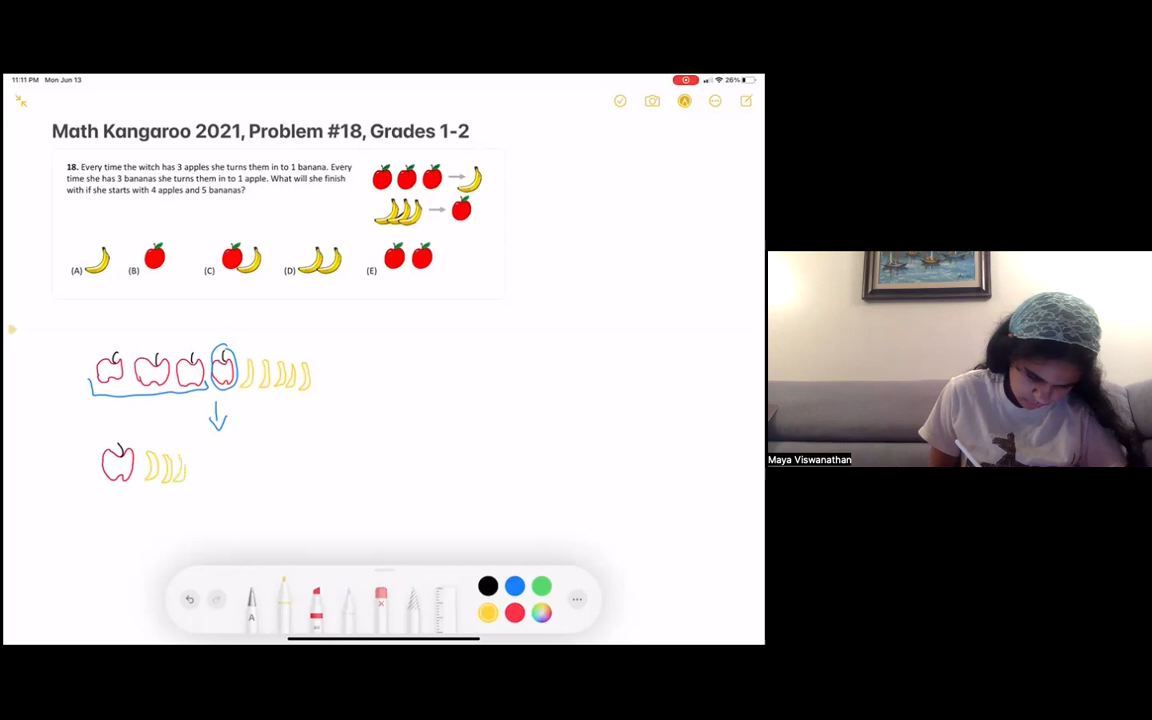 11:11 PM Mon Jun 13
26%
Math Kangaroo 2021, Problem #18, Grades 1-2
18. Every time the witch has 3 apples she turns them in to 1 banana. Every
time she has 3 bananas she turns them in to 1 apple. What will she finish
with if she starts with 4 apples and 5 bananas?
(A) (B) (C) (D) (E)
Maya Viswanathan
A